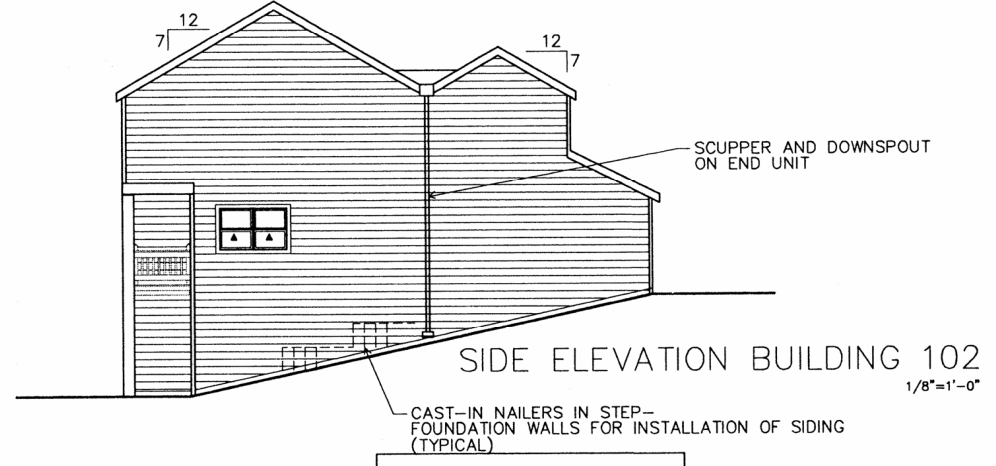 12
7
12
7
SCUPPER AND DOWNSPOUT
ON END UNIT
SIDE ELEVATION BUILDING 102
1/8"=1'-0"
CAST-IN NAILERS IN STEP-
FOUNDATION WALLS FOR INSTALLATION OF SIDING
(TYPICAL)